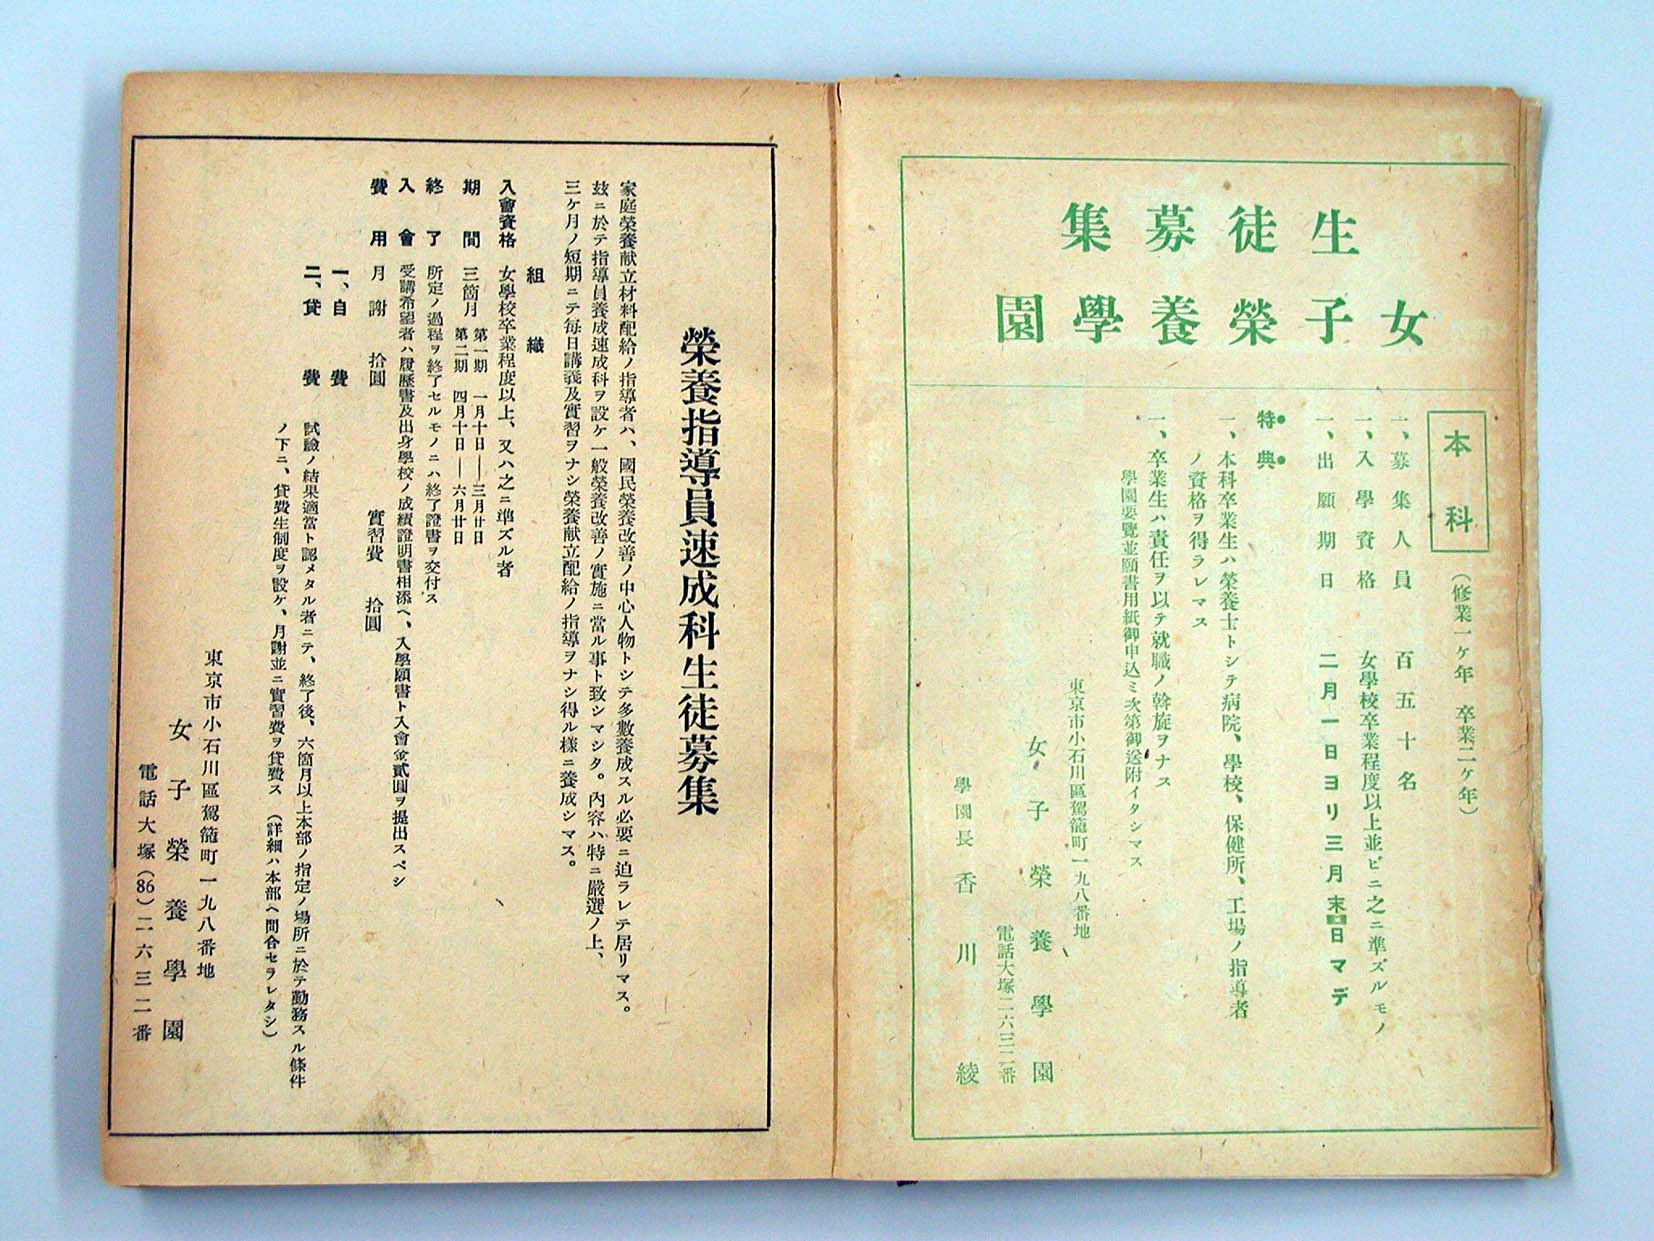 生徒募集
女子榮養學園
本科
（修業一ヶ年 卒業二ヶ年）
一、募集人員 百五十名
一、入學資格 女學校卒業程度以上並ビニ之ニ準ズルモノ
一、出願期日 二月一日ヨリ三月末日マデ
特典
一、本科卒業生ハ榮養士トシテ病院、學校、保健所、工場ノ指導者
ノ資格ヲ得ラレマス
一、卒業生ハ責任ヲ以テ就職ノ斡旋ヲナス
學園要覽並願書用紙御申込ミ次第御送附イタシマス
東京市小石川區駕籠町一九八番地
女子榮養學園
電話大塚二六三二番
學園長 香川綾
榮養指導員速成科生徒募集
家庭榮養献立材料配給ノ指導者ハ、國民榮養改善ノ中心人物トシテ多數養成スル必要ニ迫ラレテ居リマス。
玆ニ於テ指導員養成速成科ヲ設ケ一般榮養改善ノ實施ニ當ル事ト致シマシタ。內容ハ特ニ嚴選ノ上、
三ケ月ノ短期ニテ每日講義及實習ヲナシ榮養献立配給ノ指導ヲナシ得ル樣ニ養成シマス。
組織
入會資格 女學校卒業程度以上、又ハ之ニ準ズル者
期間 三箇月 第一期 一月十日―三月廿日
第二期 四月十日―六月廿日
終了 所定ノ過程ヲ終了セルモノニハ終了證書ヲ交付ス
入會 受講希望者ハ履歷書及出身學校ノ成績證明書相添ヘ、入學願書ト入會金貳圓ヲ提出スベシ
費用 月謝 拾圓 實習費 拾圓
一、自費
二、貸費 試驗ノ結果適當ト認メタル者ニテ、終了後、六箇月以上本部ノ指定ノ場所ニ於テ勤務スル條件
ノ下ニ、貸費生制度ヲ設ケ、月謝並ニ實習費ヲ貸費ス （詳細ハ本部ヘ問合セラレタシ）
東京市小石川區駕籠町一九八番地
女子榮養學園
電話大塚（86）二六三二番